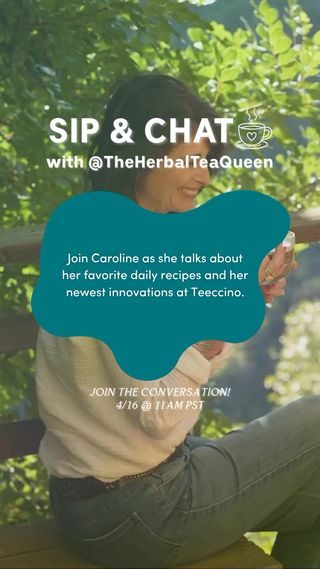 SIP & CHAT
with @TheHerbalTeaQueen
Join Caroline as she talks about
her favorite daily recipes and her
newest innovations at Teeccino.
JOIN THE CONVERSATION!
4/16 @ 11AM PST